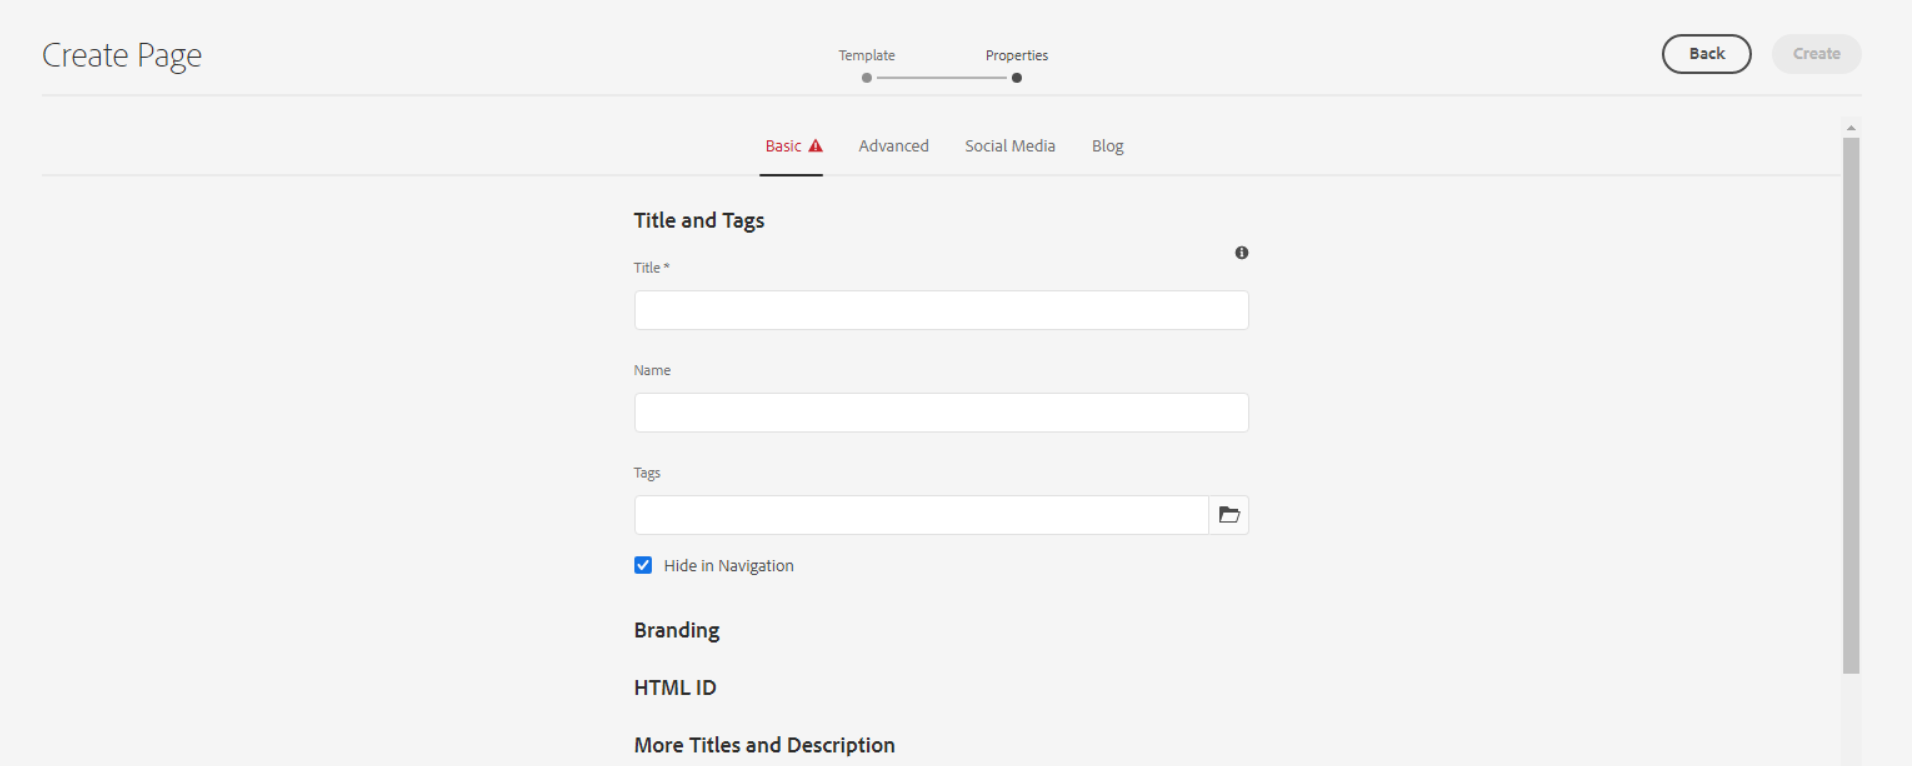 Create Page
Template Properties
Back Create
Basic Advanced Social Media Blog
Title and Tags
Title *
Name
Tags
Hide in Navigation
Branding
HTML ID
More Titles and Description